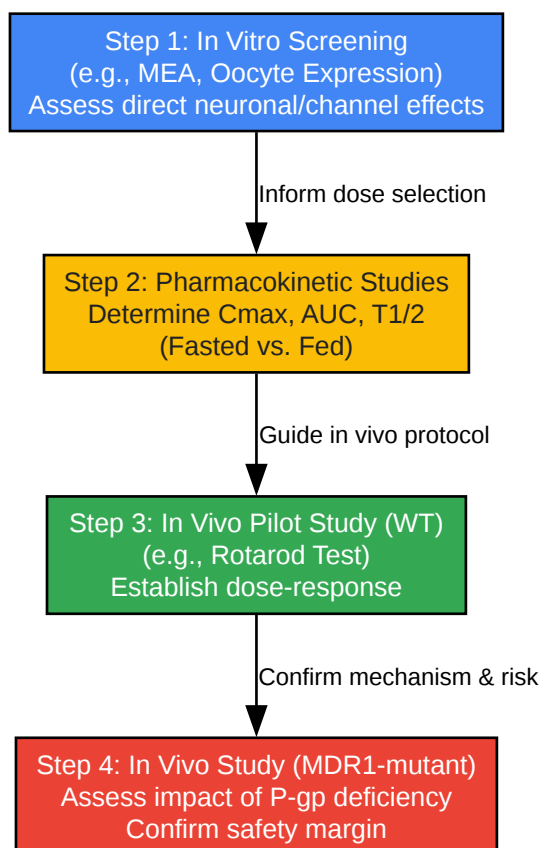 Step 1: In Vitro Screening
(e.g., MEA, Oocyte Expression)
Assess direct neuronal/channel effects
Inform dose selection
Step 2: Pharmacokinetic Studies
Determine Cmax, AUC, T1/2
(Fasted vs. Fed)
Guide in vivo protocol
Step 3: In Vivo Pilot Study (WT)
(e.g., Rotarod Test)
Establish dose-response
Confirm mechanism & risk
Step 4: In Vivo Study (MDR1-mutant)
Assess impact of P-gp deficiency
Confirm safety margin